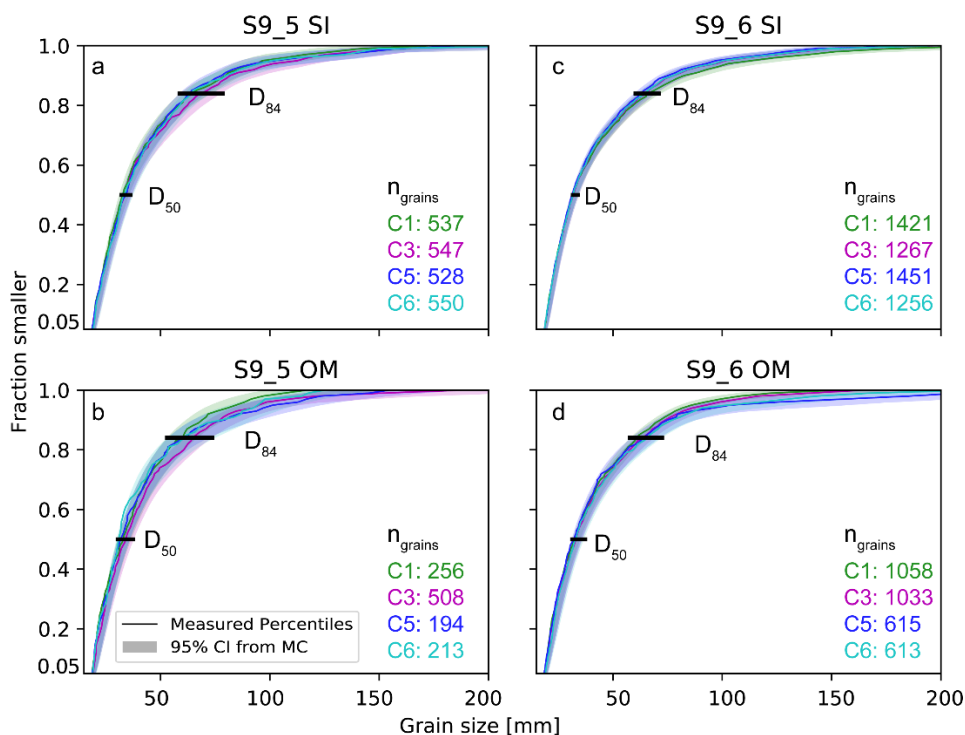 S9_5 SI
S9_6 SI
Fraction smaller
1.0
0.8
0.6
0.4
0.2
0.05
a
D84
D50
ngrains
C1: 537
C3: 547
C5: 528
C6: 550
50
100
150
200
c
D84
D50
ngrains
C1: 1421
C3: 1267
C5: 1451
C6: 1256
S9_5 OM
S9_6 OM
1.0
0.8
0.6
0.4
0.2
0.05
b
D84
D50
ngrains
C1: 256
C3: 508
C5: 194
C6: 213
Measured Percentiles
95% CI from MC
50
100
150
200
d
D84
D50
ngrains
C1: 1058
C3: 1033
C5: 615
C6: 613
50
100
150
200
Grain size [mm]